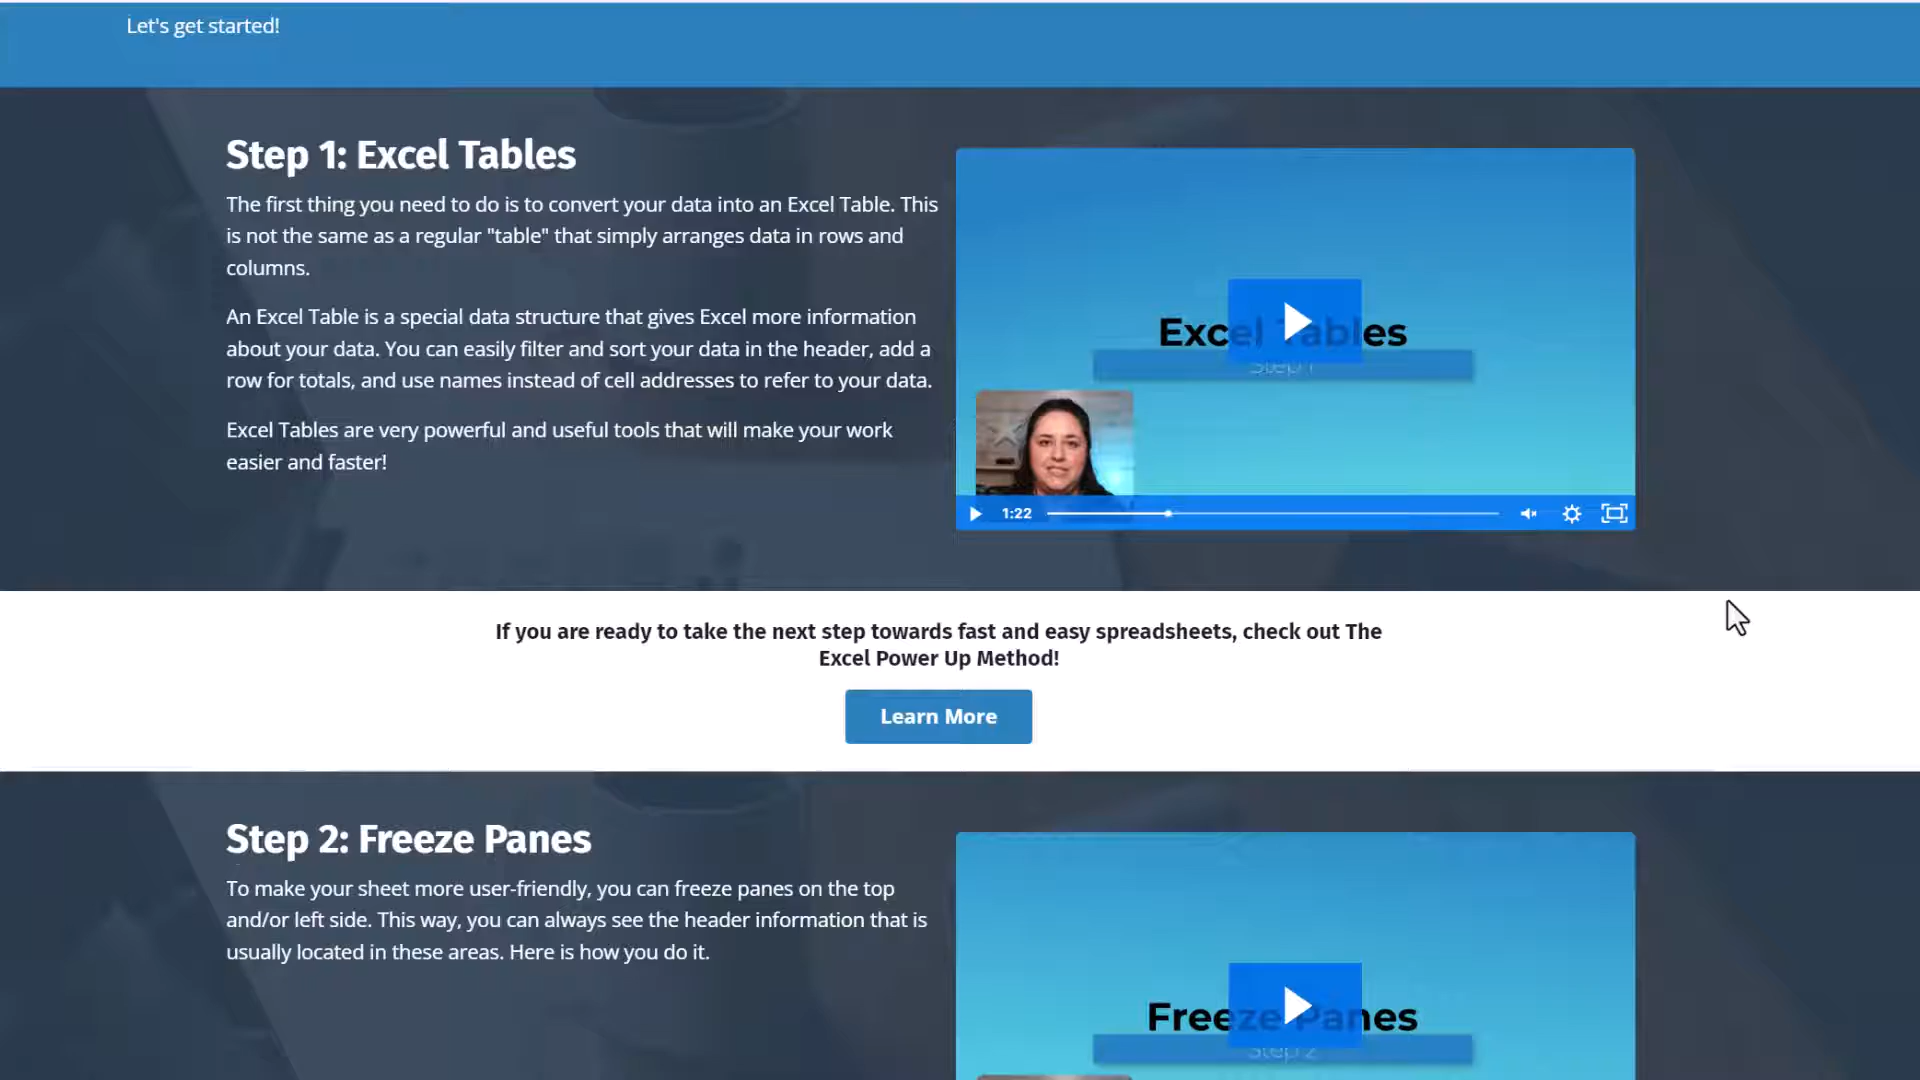 Let's get started!
Step 1: Excel Tables
The first thing you need to do is to convert your data into an Excel Table. This
is not the same as a regular "table" that simply arranges data in rows and
columns.
An Excel Table is a special data structure that gives Excel more information
about your data. You can easily filter and sort your data in the header, add a
row for totals, and use names instead of cell addresses to refer to your data.
Excel Tables are very powerful and useful tools that will make your work
easier and faster!
Excel Tables
Step 1
1:22
If you are ready to take the next step towards fast and easy spreadsheets, check out The
Excel Power Up Method!
Learn More
Step 2: Freeze Panes
To make your sheet more user-friendly, you can freeze panes on the top
and/or left side. This way, you can always see the header information that is
usually located in these areas. Here is how you do it.
Freeze Panes
Step 2